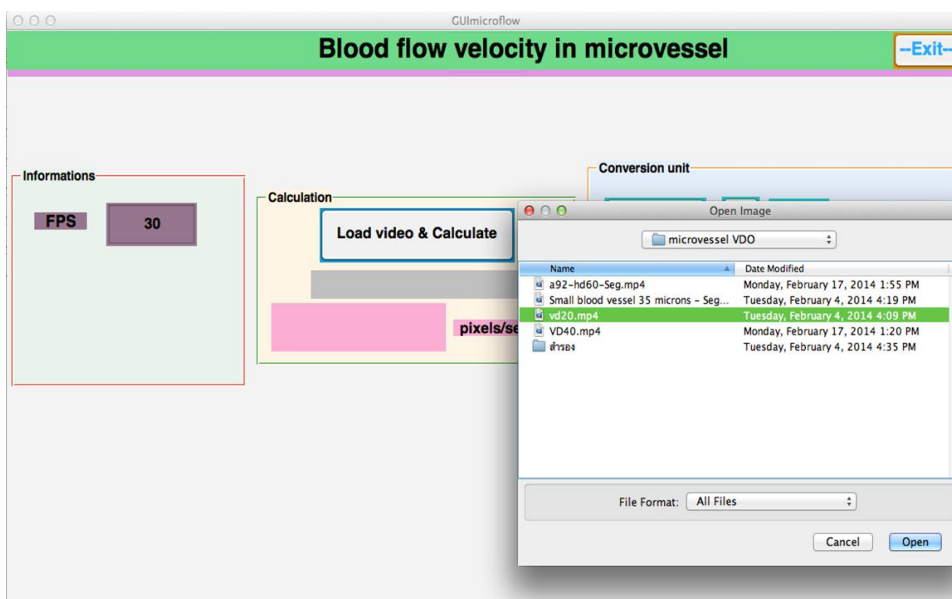 GUImicroflow
Blood flow velocity in microvessel
--Exit--
Informations
FPS
30
Calculation
Load video & Calculate
pixels/se
Conversion unit
Open Image
microvessel VDO
Name Date Modified
a92-hd60-Seg.mp4 Monday, February 17, 2014 1:55 PM
Small blood vessel 35 microns - Seg... Tuesday, February 4, 2014 4:19 PM
vd20.mp4 Tuesday, February 4, 2014 4:09 PM
VD40.mp4 Monday, February 17, 2014 1:20 PM
สำรอง Tuesday, February 4, 2014 4:35 PM
File Format: All Files
Cancel Open